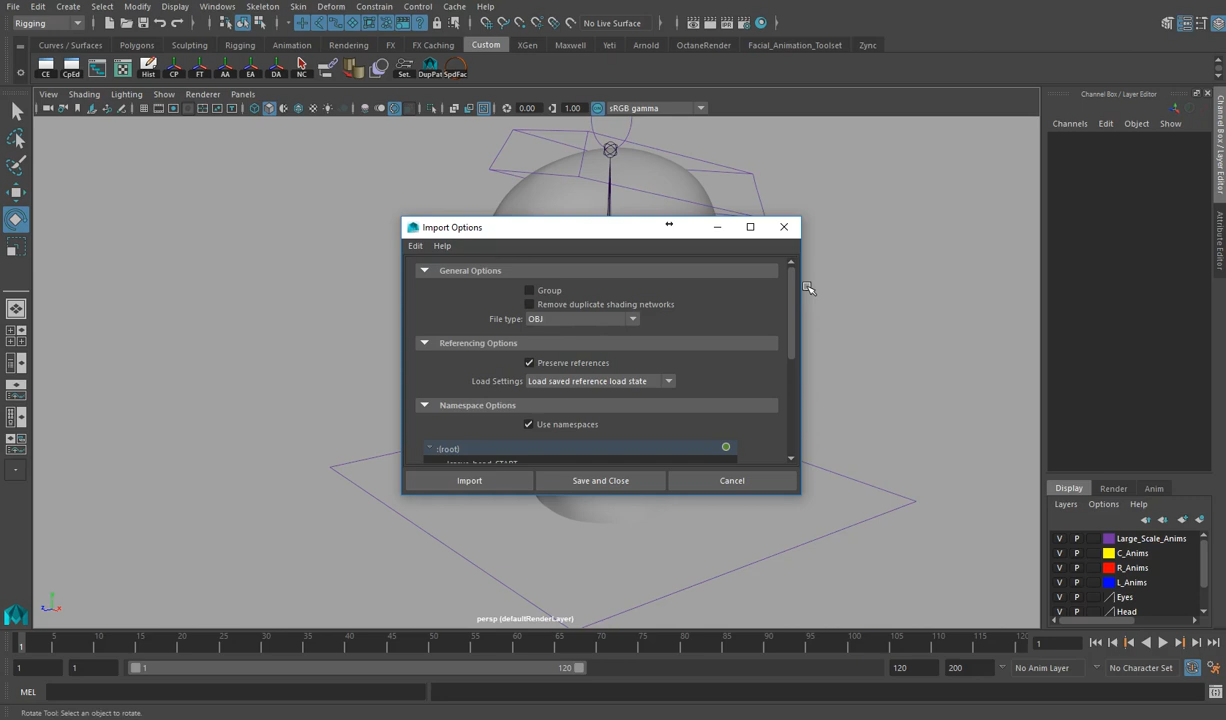 File Edit Create Select Modify Display Windows Skeleton Skin Deform Constrain Control Cache Help
Rigging No Live Surface
Curves / Surfaces Polygons Sculpting Rigging Animation Rendering FX FX Caching Custom XGen Maxwell Yeti Arnold OctaneRender Facial_Animation_Toolset Zync
CE CpEd Hist CP FT AA EA DA NC Set. DupPat SpdFac
View Shading Lighting Show Renderer Panels
0.00 1.00 sRGB gamma
Channel Box / Layer Editor
Channels Edit Object Show
Channel Box / Layer Editor
Attribute Editor
Import Options
Edit Help
General Options
Group
Remove duplicate shading networks
File type: OBJ
Referencing Options
Preserve references
Load Settings Load saved reference load state
Namespace Options
Use namespaces
:(root)
Import Save and Close Cancel
Display Render Anim
Layers Options Help
V P Large_Scale_Anims
V P C_Anims
V P R_Anims
V P L_Anims
V P Eyes
V P Head
persp (defaultRenderLayer)
1 5 10 15 20 25 30 35 40 45 50 55 60 65 70 75 80 85 90 95 100 105 110 115 120 1
1 1 1 120 120 200 No Anim Layer No Character Set
MEL
Rotate Tool: Select an object to rotate.